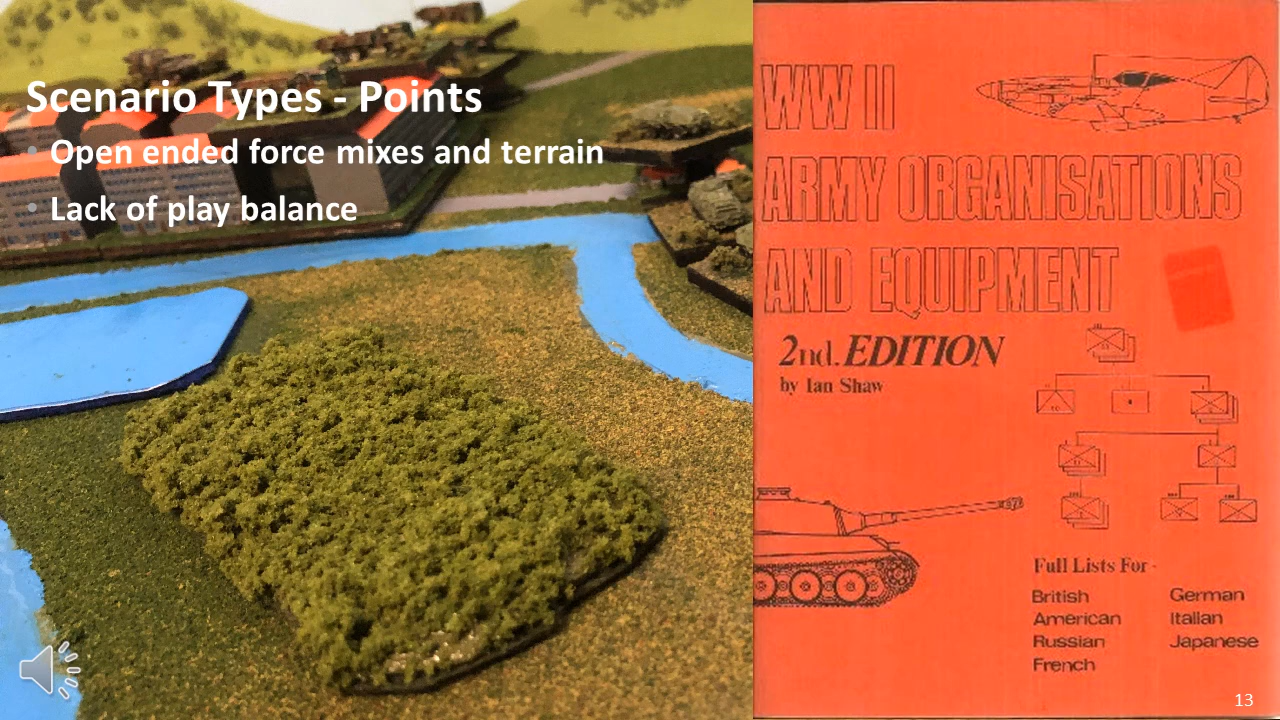 Scenario Types - Points
• Open ended force mixes and terrain
• Lack of play balance
WW II
ARMY ORGANISATIONS
AND EQUIPMENT
2nd. EDITION
by Ian Shaw
Full Lists For -
British German
American Italian
Russian Japanese
French
13